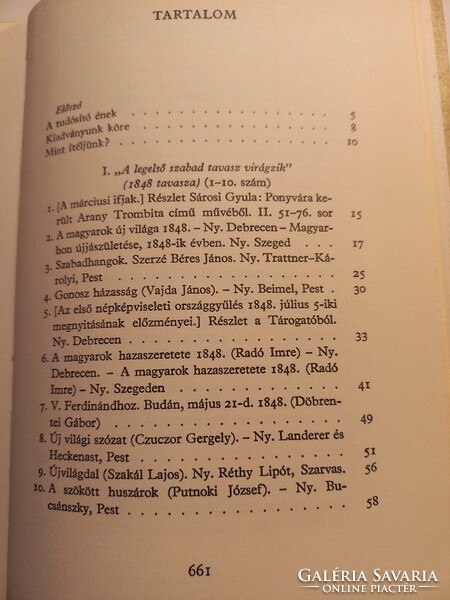 TARTALOM
Előszó
A tudósító ének . . . . . . . . . . . . . . . . 5
Kiadványunk köre . . . . . . . . . . . . . . . 8
Mint ítéljünk? . . . . . . . . . . . . . . . . 10
I. „A legelső szabad tavasz virágzik”
(1848 tavasza) (1–10. szám)
1. [A márciusi ifjak.] Részlet Sárosi Gyula: Ponyvára ke-
rült Arany Trombita című művéből. II. 51–76. sor 15
2. A magyarok új világa 1848. – Ny. Debrecen – Magyar-
hon újjászületése, 1848-ik évben. Ny. Szeged . . 17
3. Szabadhangok. Szerzé Béres János. Ny. Trattner-Ká-
rolyi, Pest . . . . . . . . . . . . . . . . 25
4. Gonosz házasság (Vajda János). – Ny. Beimel, Pest . 30
5. [Az első népképviseleti országgyűlés 1848. július 5-iki
megnyitásának előzményei.] Részlet a Tárogatóból.
Ny. Debrecen . . . . . . . . . . . . . . . 33
6. A magyarok hazaszeretete 1848. (Radó Imre) – Ny.
Debrecen. – A magyarok hazaszeretete 1848. (Radó
Imre) – Ny. Szegeden . . . . . . . . . . . . 41
7. V. Ferdinándhoz. Budán, május 21-d. 1848. (Döbren-
tei Gábor) . . . . . . . . . . . . . . . . 49
8. Új világi szózat (Czuczor Gergely). – Ny. Landerer és
Heckenast, Pest . . . . . . . . . . . . . . 51
9. Újvilágdal (Szakál Lajos). Ny. Réthy Lipót, Szarvas. 56
10. A szökött huszárok (Putnoki József). – Ny. Bu-
csánszky, Pest . . . . . . . . . . . . . . . 58
661
GALÉRIA SAVARIA
ONLINE PIACTÉR